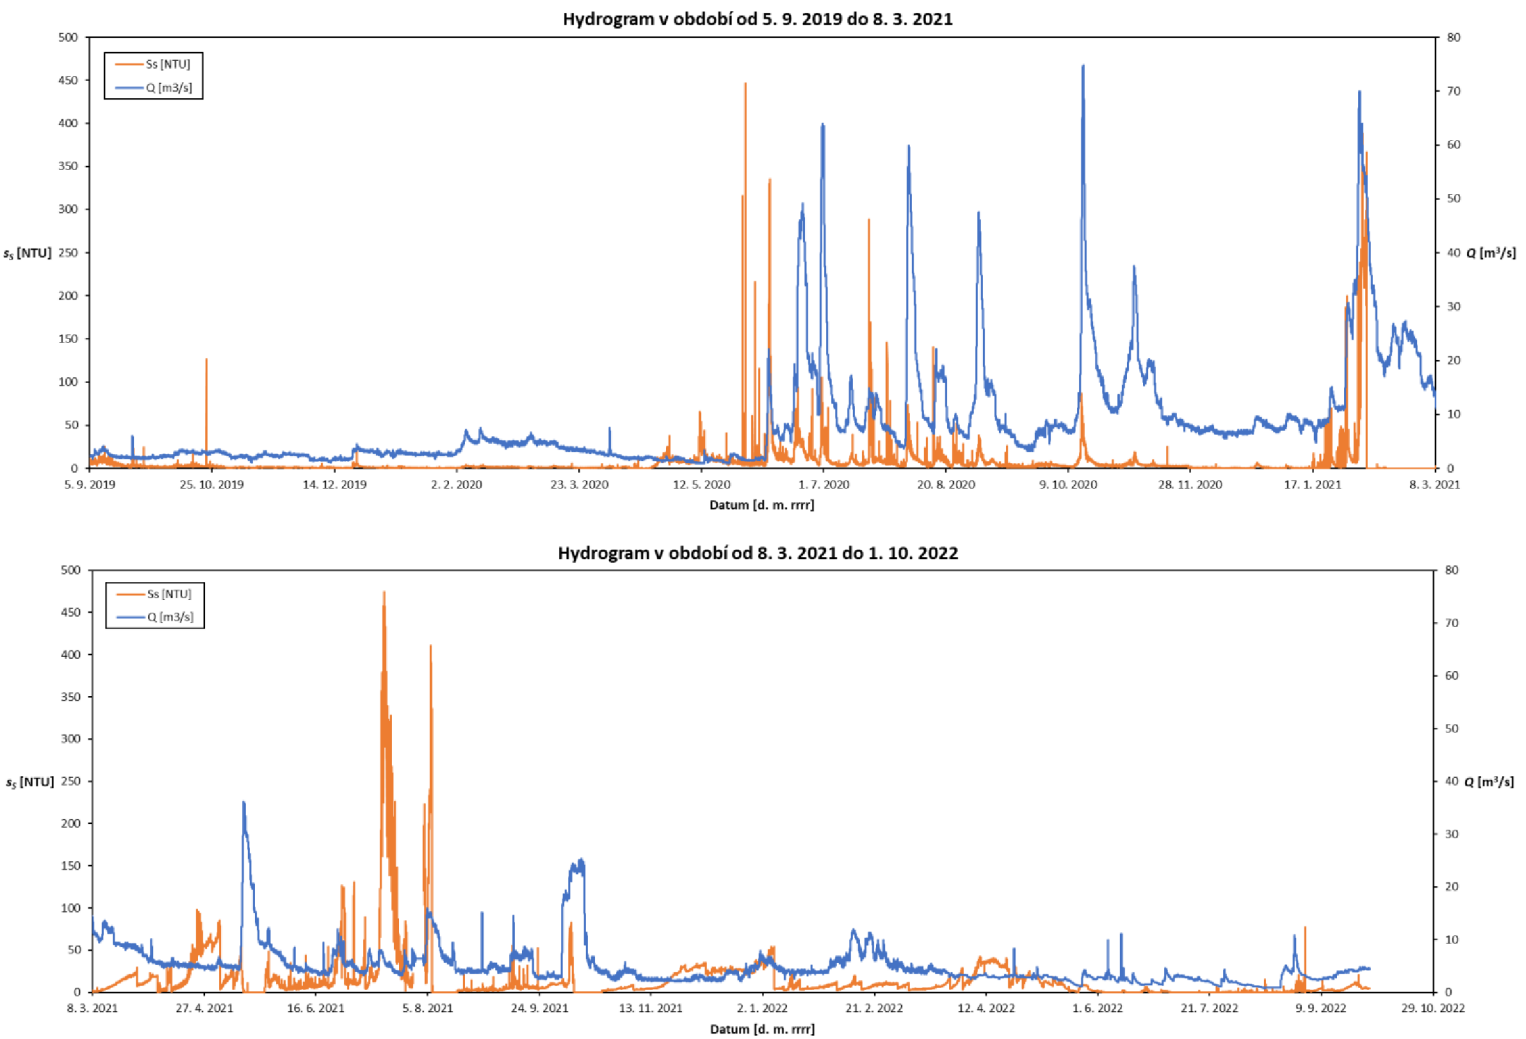 Hydrogram v období od 5. 9. 2019 do 8. 3. 2021
500
450
400
350
300
250
200
150
100
50
0
80
70
60
50
40
30
20
10
0
Ss [NTU]
Q [m3/s]
sS [NTU]
Q [m³/s]
5. 9. 2019 25. 10. 2019 14. 12. 2019 2. 2. 2020 23. 3. 2020 12. 5. 2020 1. 7. 2020 20. 8. 2020 9. 10. 2020 28. 11. 2020 17. 1. 2021 8. 3. 2021
Datum [d. m. rrrr]
Hydrogram v období od 8. 3. 2021 do 1. 10. 2022
500
450
400
350
300
250
200
150
100
50
0
80
70
60
50
40
30
20
10
0
Ss [NTU]
Q [m3/s]
sS [NTU]
Q [m³/s]
8. 3. 2021 27. 4. 2021 16. 6. 2021 5. 8. 2021 24. 9. 2021 13. 11. 2021 2. 1. 2022 21. 2. 2022 12. 4. 2022 1. 6. 2022 21. 7. 2022 9. 9. 2022 29. 10. 2022
Datum [d. m. rrrr]